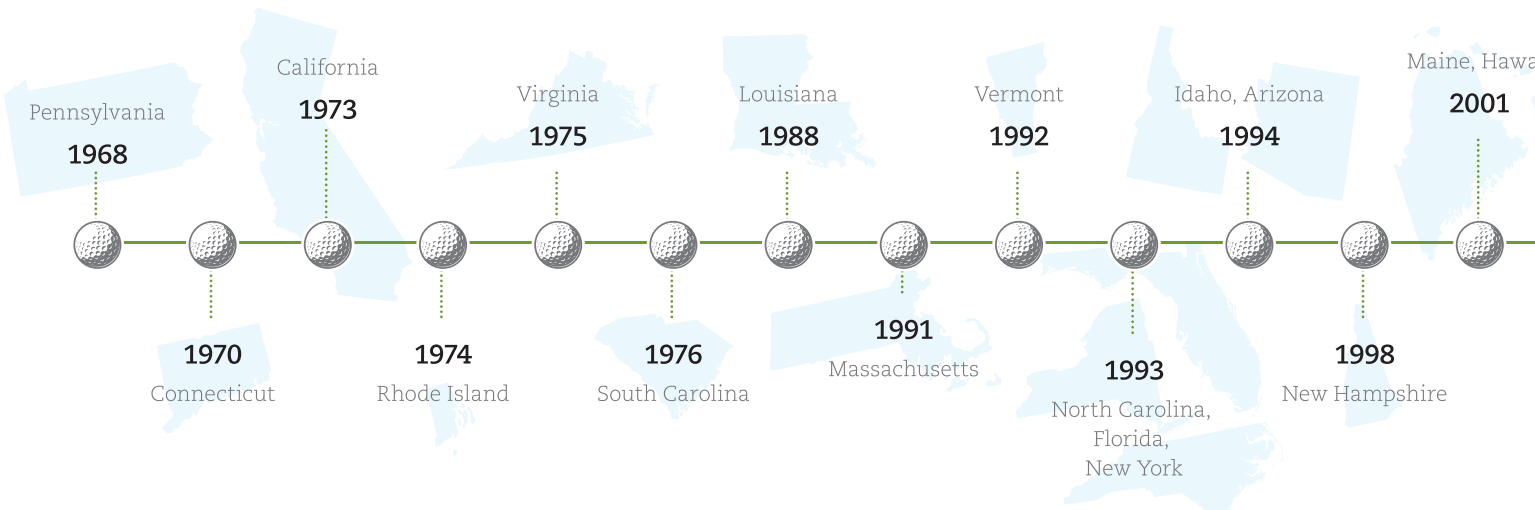 Pennsylvania
1968
1970
Connecticut
California
1973
1974
Rhode Island
Virginia
1975
1976
South Carolina
Louisiana
1988
1991
Massachusetts
Vermont
1992
1993
North Carolina,
Florida,
New York
Idaho, Arizona
1994
1998
New Hampshire
Maine, Hawa
2001